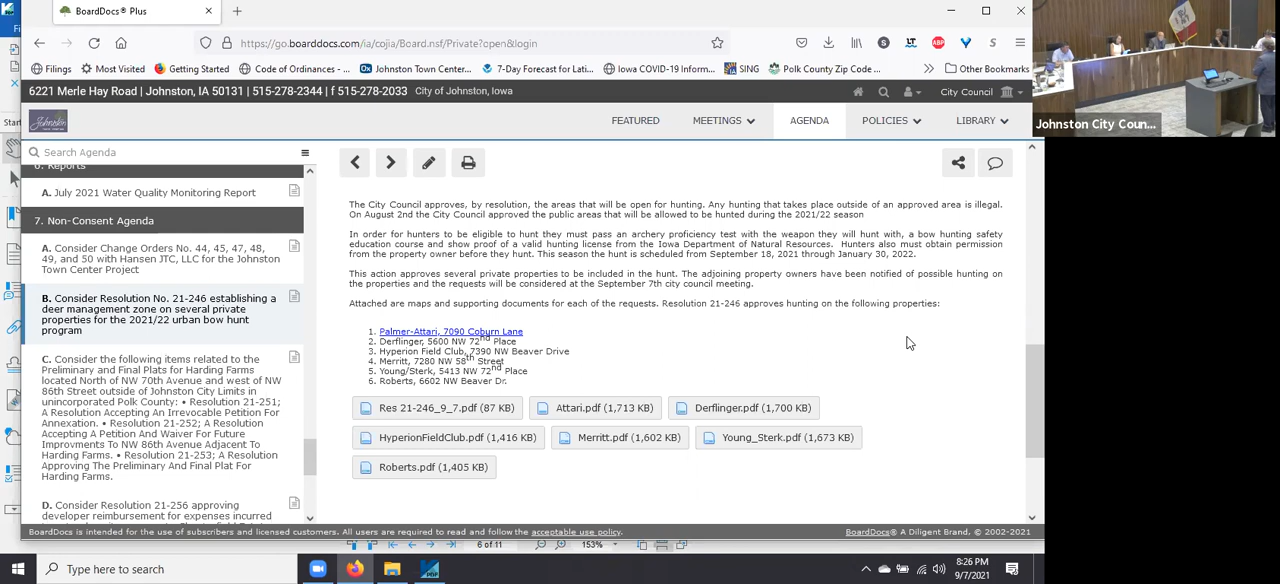 BoardDocs® Plus
https://go.boarddocs.com/ia/cojia/Board.nsf/Private?open&login
Filings
Most Visited
Getting Started
Code of Ordinances -...
Johnston Town Center...
7-Day Forecast for Lati...
Iowa COVID-19 Inform...
SING
Polk County Zip Code ...
Other Bookmarks
6221 Merle Hay Road | Johnston, IA 50131 | 515-278-2344 | f 515-278-2033 City of Johnston, Iowa
City Council
Johnston
FEATURED
MEETINGS
AGENDA
POLICIES
LIBRARY
Johnston City Coun...
Search Agenda
6. Reports
A. July 2021 Water Quality Monitoring Report
7. Non-Consent Agenda
A. Consider Change Orders No. 44, 45, 47, 48,
49, and 50 with Hansen JTC, LLC for the Johnston
Town Center Project
B. Consider Resolution No. 21-246 establishing a
deer management zone on several private
properties for the 2021/22 urban bow hunt
program
C. Consider the following items related to the
Preliminary and Final Plats for Harding Farms
located North of NW 70th Avenue and west of NW
86th Street outside of Johnston City Limits in
unincorporated Polk County: • Resolution 21-251;
A Resolution Accepting An Irrevocable Petition For
Annexation. • Resolution 21-252; A Resolution
Accepting A Petition And Waiver For Future
Improvments To NW 86th Avenue Adjacent To
Harding Farms. • Resolution 21-253; A Resolution
Approving The Preliminary And Final Plat For
Harding Farms.
D. Consider Resolution 21-256 approving
developer reimbursement for expenses incurred
The City Council approves, by resolution, the areas that will be open for hunting. Any hunting that takes place outside of an approved area is illegal.
On August 2nd the City Council approved the public areas that will be allowed to be hunted during the 2021/22 season
In order for hunters to be eligible to hunt they must pass an archery proficiency test with the weapon they will hunt with, a bow hunting safety
education course and show proof of a valid hunting license from the Iowa Department of Natural Resources. Hunters also must obtain permission
from the property owner before they hunt. This season the hunt is scheduled from September 18, 2021 through January 30, 2022.
This action approves several private properties to be included in the hunt. The adjoining property owners have been notified of possible hunting on
the properties and the requests will be considered at the September 7th city council meeting.
Attached are maps and supporting documents for each of the requests. Resolution 21-246 approves hunting on the following properties:
1. Palmer-Attari, 7090 Coburn Lane
2. Derflinger, 5600 NW 72nd Place
3. Hyperion Field Club, 7390 NW Beaver Drive
4. Merritt, 7280 NW 58th Street
5. Young/Sterk, 5413 NW 72nd Place
6. Roberts, 6602 NW Beaver Dr.
Res 21-246_9_7.pdf (87 KB)
Attari.pdf (1,713 KB)
Derflinger.pdf (1,700 KB)
HyperionFieldClub.pdf (1,416 KB)
Merritt.pdf (1,602 KB)
Young_Sterk.pdf (1,673 KB)
Roberts.pdf (1,405 KB)
BoardDocs is intended for the use of subscribers and licensed customers. All users are required to read and follow the acceptable use policy.
BoardDocs® A Diligent Brand, © 2002-2021
6 of 11
153%
Type here to search
8:26 PM
9/7/2021